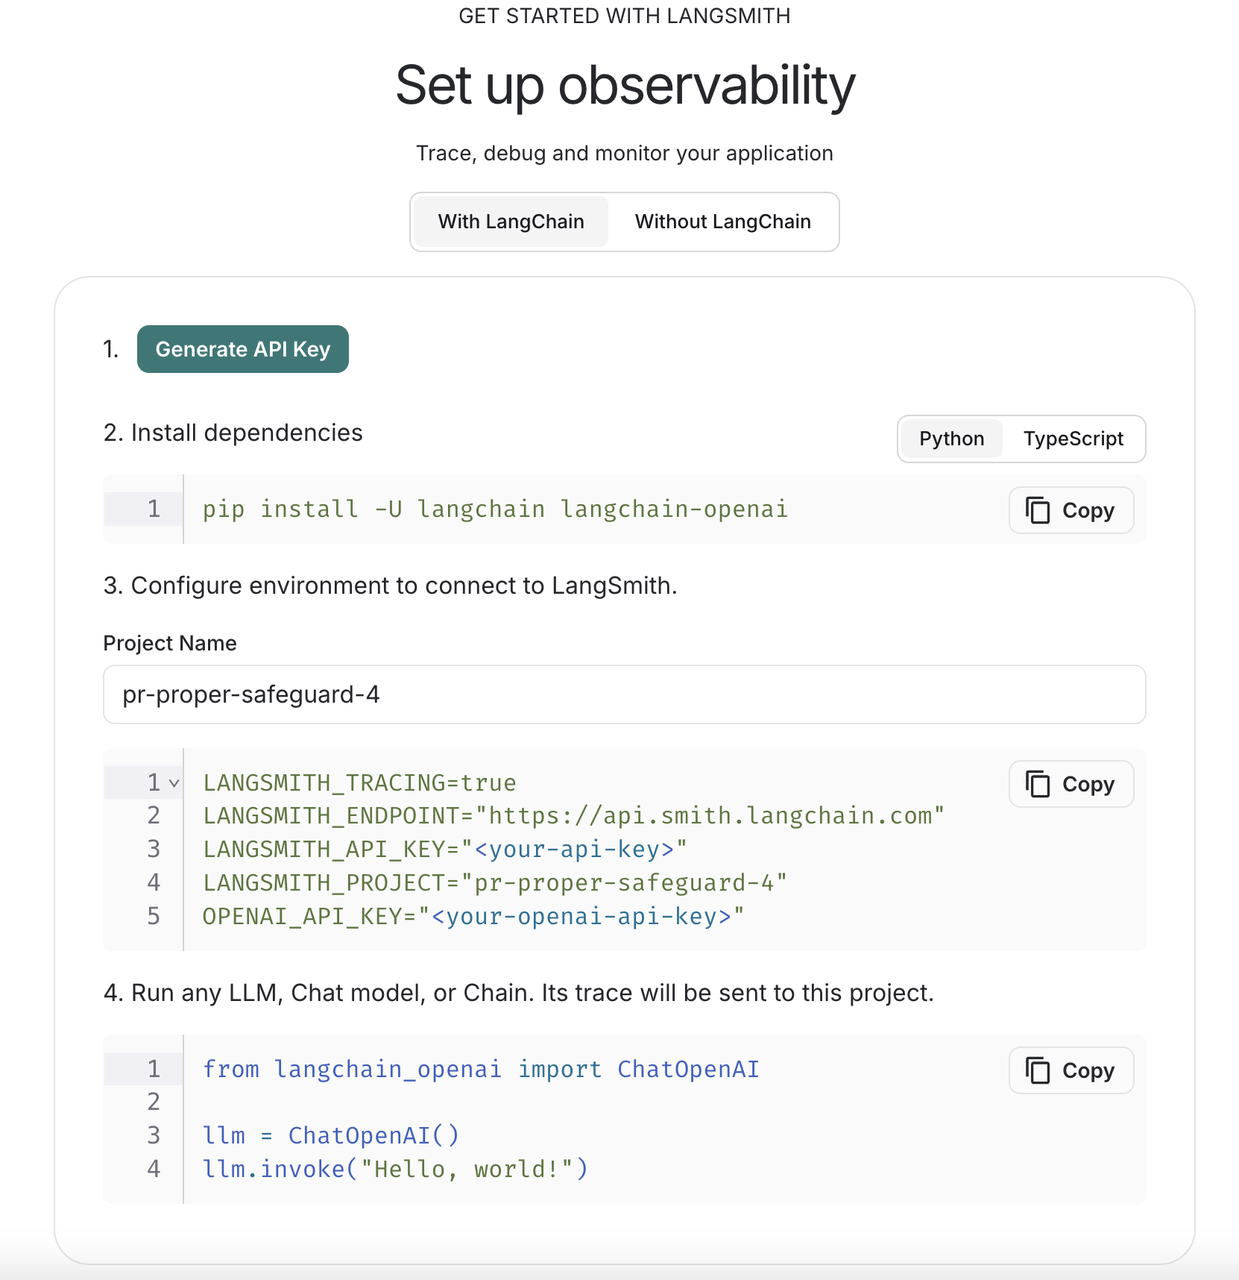 GET STARTED WITH LANGSMITH
Set up observability
Trace, debug and monitor your application
With LangChain Without LangChain
1. Generate API Key
2. Install dependencies
Python TypeScript
1 pip install -U langchain langchain-openai
Copy
3. Configure environment to connect to LangSmith.
Project Name
pr-proper-safeguard-4
1 LANGSMITH_TRACING=true
Copy
2 LANGSMITH_ENDPOINT="https://api.smith.langchain.com"
3 LANGSMITH_API_KEY="<your-api-key>"
4 LANGSMITH_PROJECT="pr-proper-safeguard-4"
5 OPENAI_API_KEY="<your-openai-api-key>"
4. Run any LLM, Chat model, or Chain. Its trace will be sent to this project.
1 from langchain_openai import ChatOpenAI
Copy
2
3 llm = ChatOpenAI()
4 llm.invoke("Hello, world!")